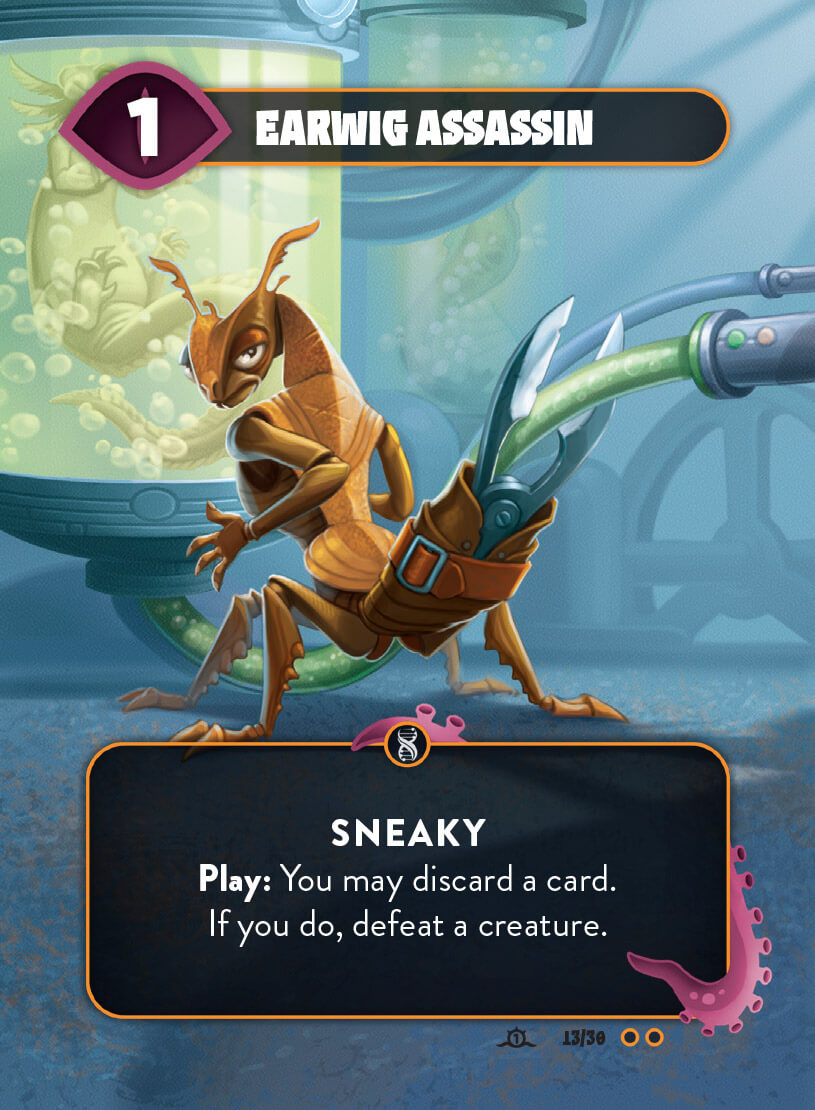 1
EARWIG ASSASSIN
SNEAKY
Play: You may discard a card.
If you do, defeat a creature.
1 13/30